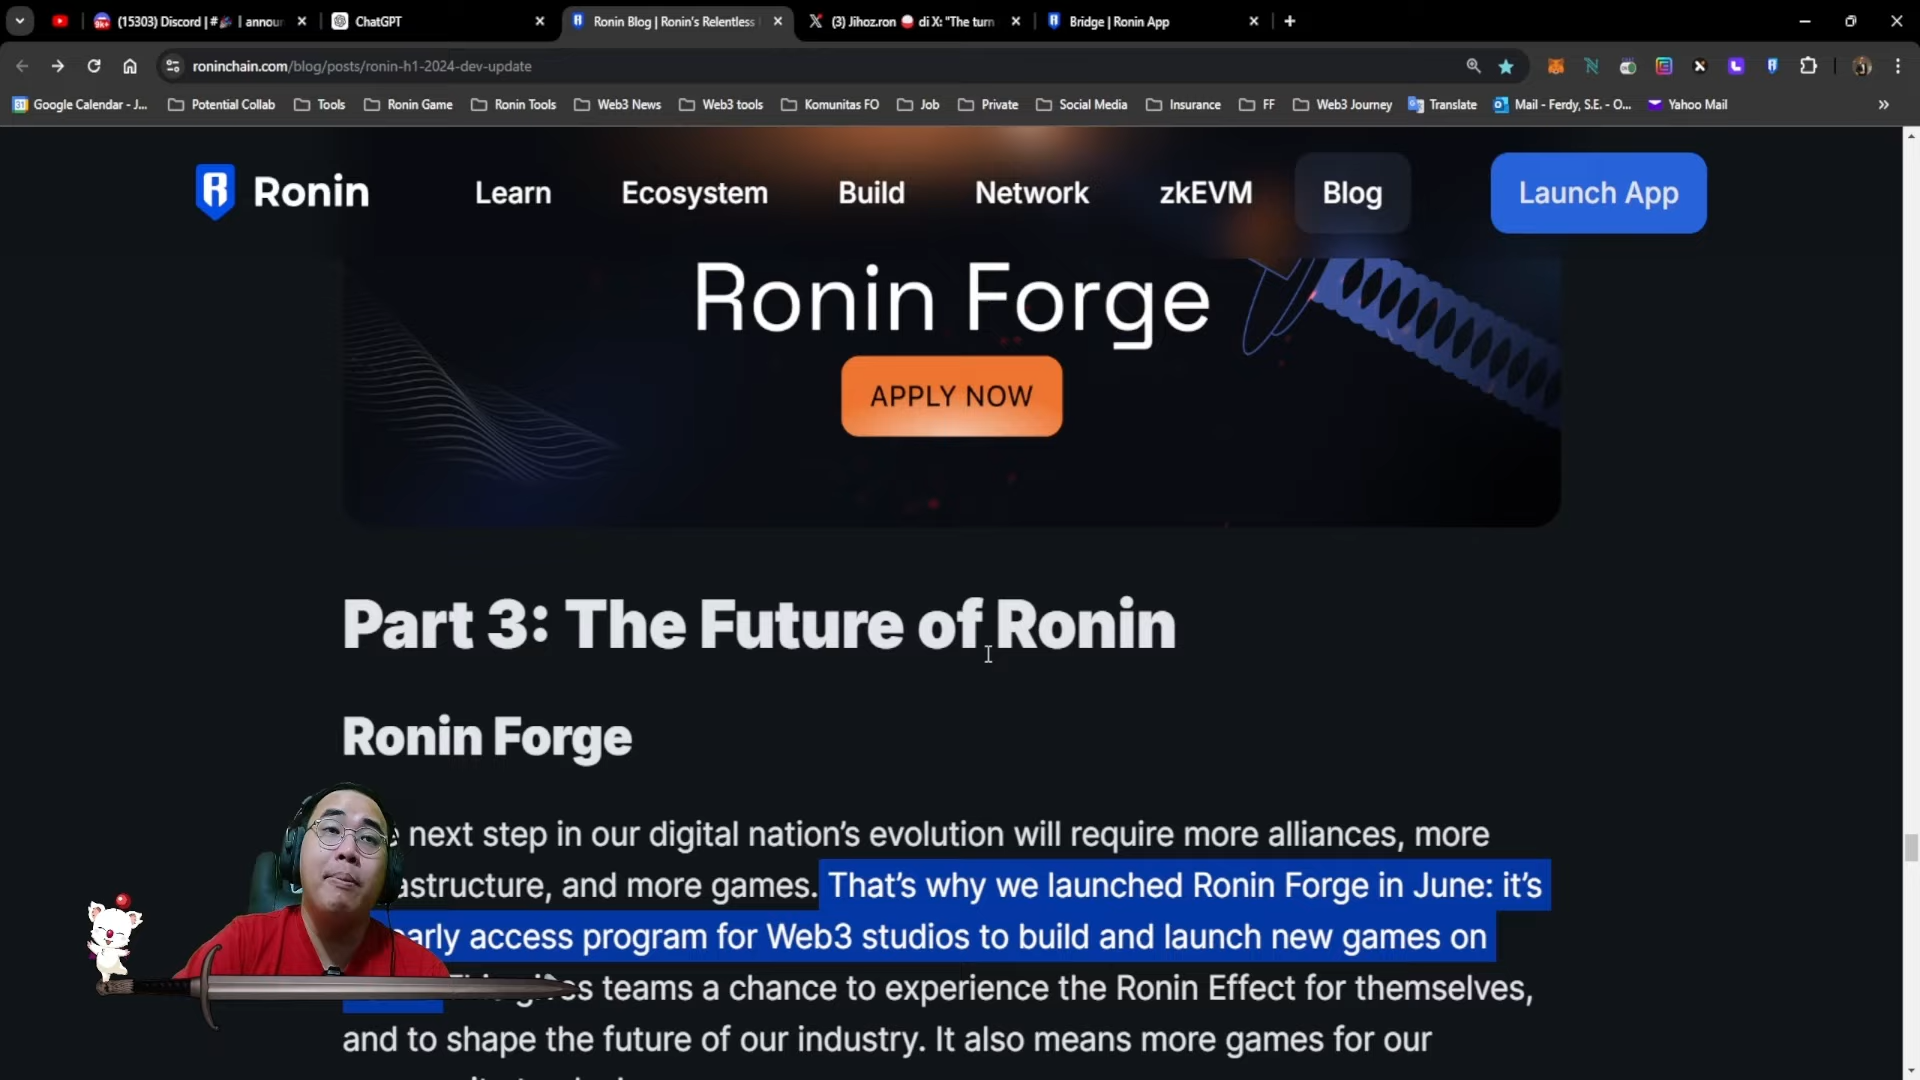 (15303) Discord | # | announ
ChatGPT
Ronin Blog | Ronin's Relentless
(3) Jihoz.ron di X: "The turn
Bridge | Ronin App
roninchain.com/blog/posts/ronin-h1-2024-dev-update
Google Calendar - J...
Potential Collab
Tools
Ronin Game
Ronin Tools
Web3 News
Web3 tools
Komunitas FO
Job
Private
Social Media
Insurance
FF
Web3 Journey
Translate
Mail - Ferdy, S.E. - O...
Yahoo Mail
Ronin
Learn
Ecosystem
Build
Network
zkEVM
Blog
Launch App
Ronin Forge
APPLY NOW
Part 3: The Future of Ronin
Ronin Forge
next step in our digital nation's evolution will require more alliances, more
astructure, and more games. That's why we launched Ronin Forge in June: it's
early access program for Web3 studios to build and launch new games on
teams a chance to experience the Ronin Effect for themselves,
and to shape the future of our industry. It also means more games for our